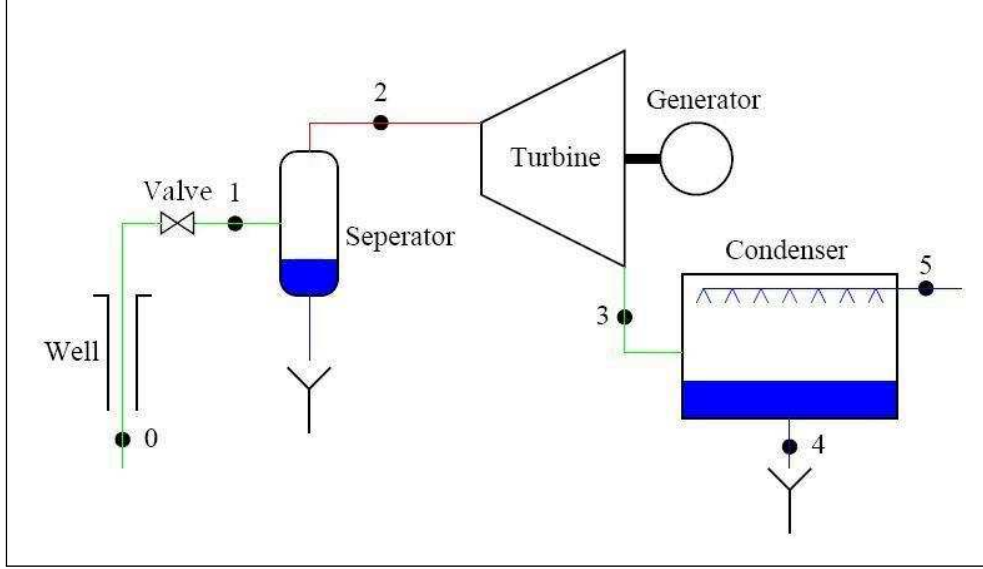 2
Generator
Turbine
Valve
1
Seperator
Condenser
5
3
Well
0
4